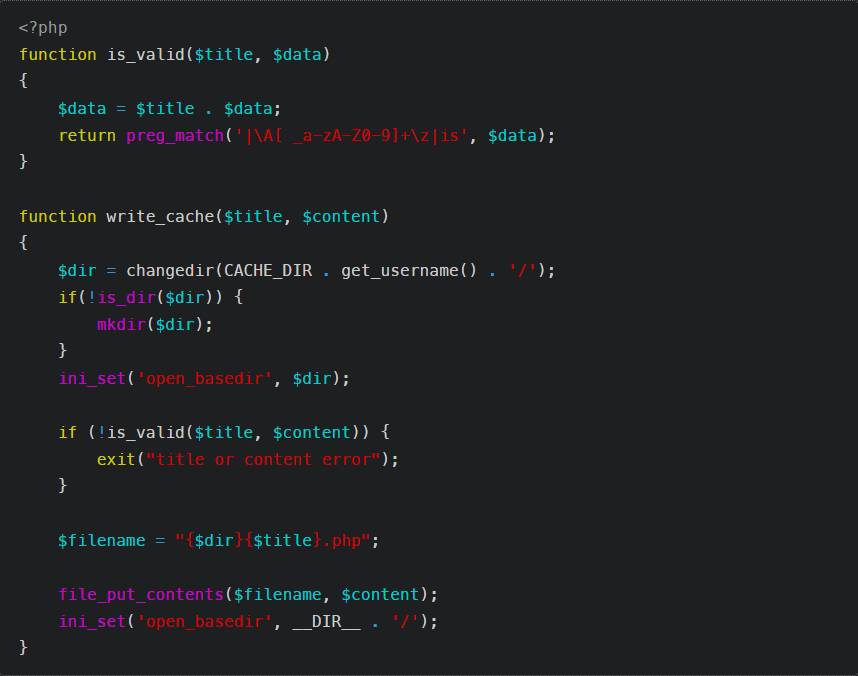 <?php
function is_valid($title, $data)
{
    $data = $title . $data;
    return preg_match('|\A[ _a-zA-Z0-9]+\z|is', $data);
}

function write_cache($title, $content)
{
    $dir = changedir(CACHE_DIR . get_username() . '/');
    if(!is_dir($dir)) {
        mkdir($dir);
    }
    ini_set('open_basedir', $dir);

    if (!is_valid($title, $content)) {
        exit("title or content error");
    }

    $filename = "{$dir}{$title}.php";

    file_put_contents($filename, $content);
    ini_set('open_basedir', __DIR__ . '/');
}